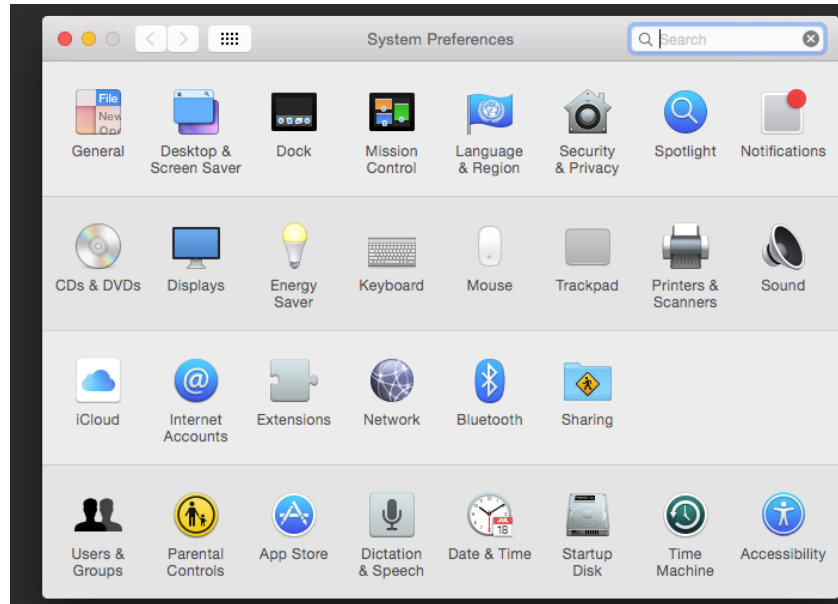 System Preferences
Search
File
New
Ope
General
Desktop &
Screen Saver
Dock
Mission
Control
Language
& Region
Security
& Privacy
Spotlight
Notifications
CDs & DVDs
Displays
Energy
Saver
Keyboard
Mouse
Trackpad
Printers &
Scanners
Sound
iCloud
@
Internet
Accounts
Extensions
Network
Bluetooth
Sharing
JUL
18
Users &
Groups
Parental
Controls
App Store
Dictation
& Speech
Date & Time
Startup
Disk
Time
Machine
Accessibility